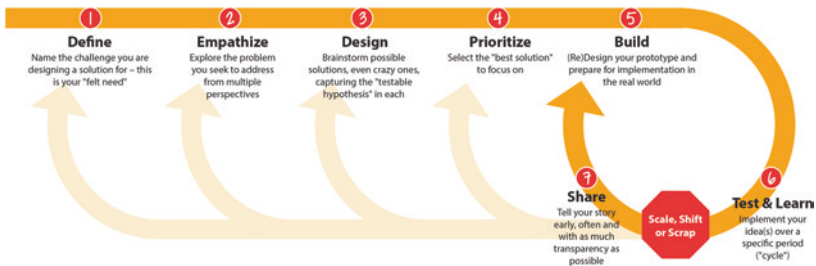 1
Define
Name the challenge you are
designing a solution for – this
is your "felt need"
2
Empathize
Explore the problem
you seek to address
from multiple
perspectives
3
Design
Brainstorm possible
solutions, even crazy ones,
capturing the "testable
hypothesis" in each
4
Prioritize
Select the "best solution"
to focus on
5
Build
(Re)Design your prototype and
prepare for implementation in
the real world
6
Test & Learn
Implement your
idea(s) over a
specific period
("cycle")
Scale, Shift
or Scrap
7
Share
Tell your story
early, often and
with as much
transparency as
possible